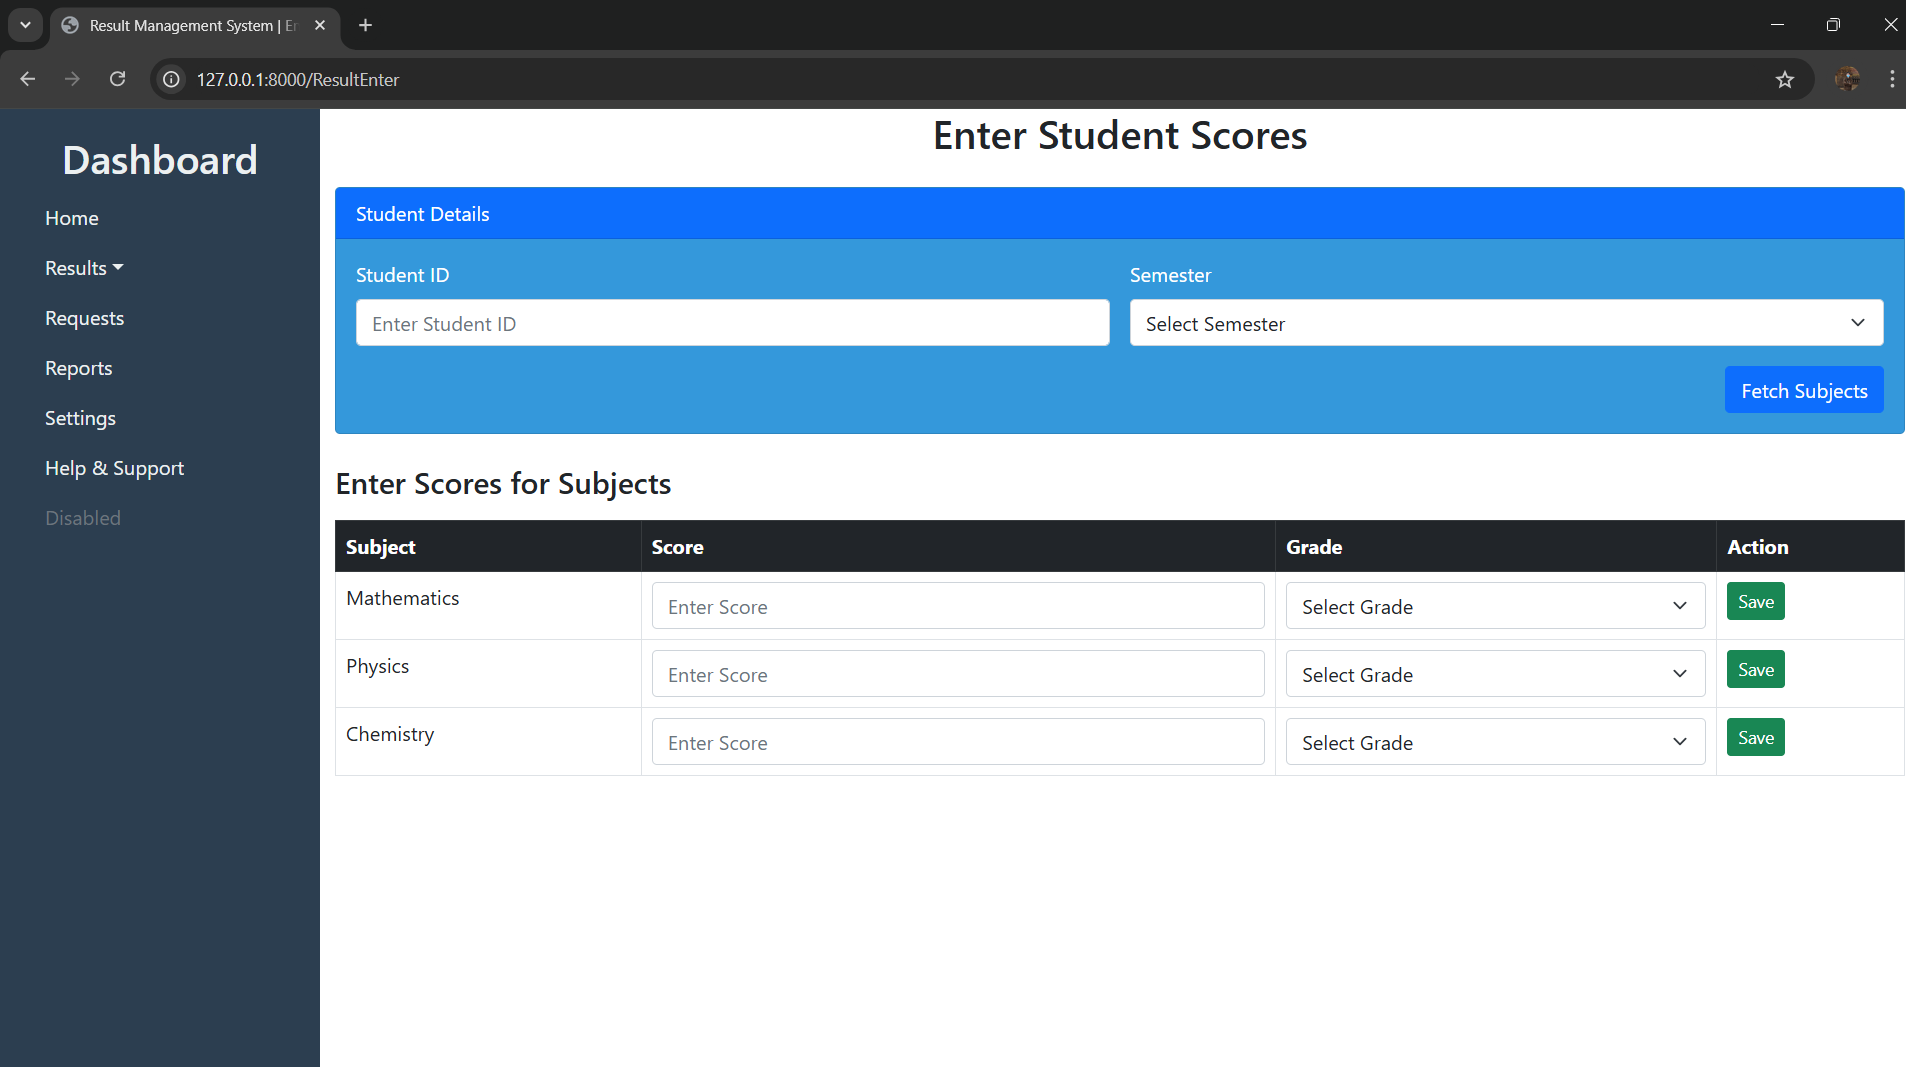 Result Management System | En
127.0.0.1:8000/ResultEnter
Dashboard
Home
Results
Requests
Reports
Settings
Help & Support
Disabled
Enter Student Scores
Student Details
Student ID Semester
Enter Student ID Select Semester
Fetch Subjects
Enter Scores for Subjects
Subject Score Grade Action
Mathematics Enter Score Select Grade Save
Physics Enter Score Select Grade Save
Chemistry Enter Score Select Grade Save